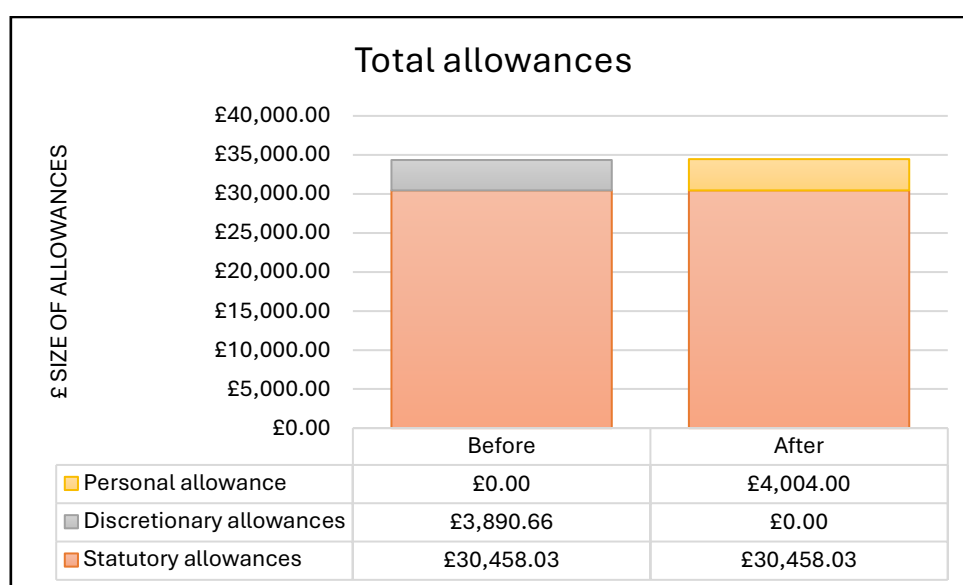 Total allowances
£ SIZE OF ALLOWANCES
£40,000.00
£35,000.00
£30,000.00
£25,000.00
£20,000.00
£15,000.00
£10,000.00
£5,000.00
£0.00
Before After
Personal allowance £0.00 £4,004.00
Discretionary allowances £3,890.66 £0.00
Statutory allowances £30,458.03 £30,458.03